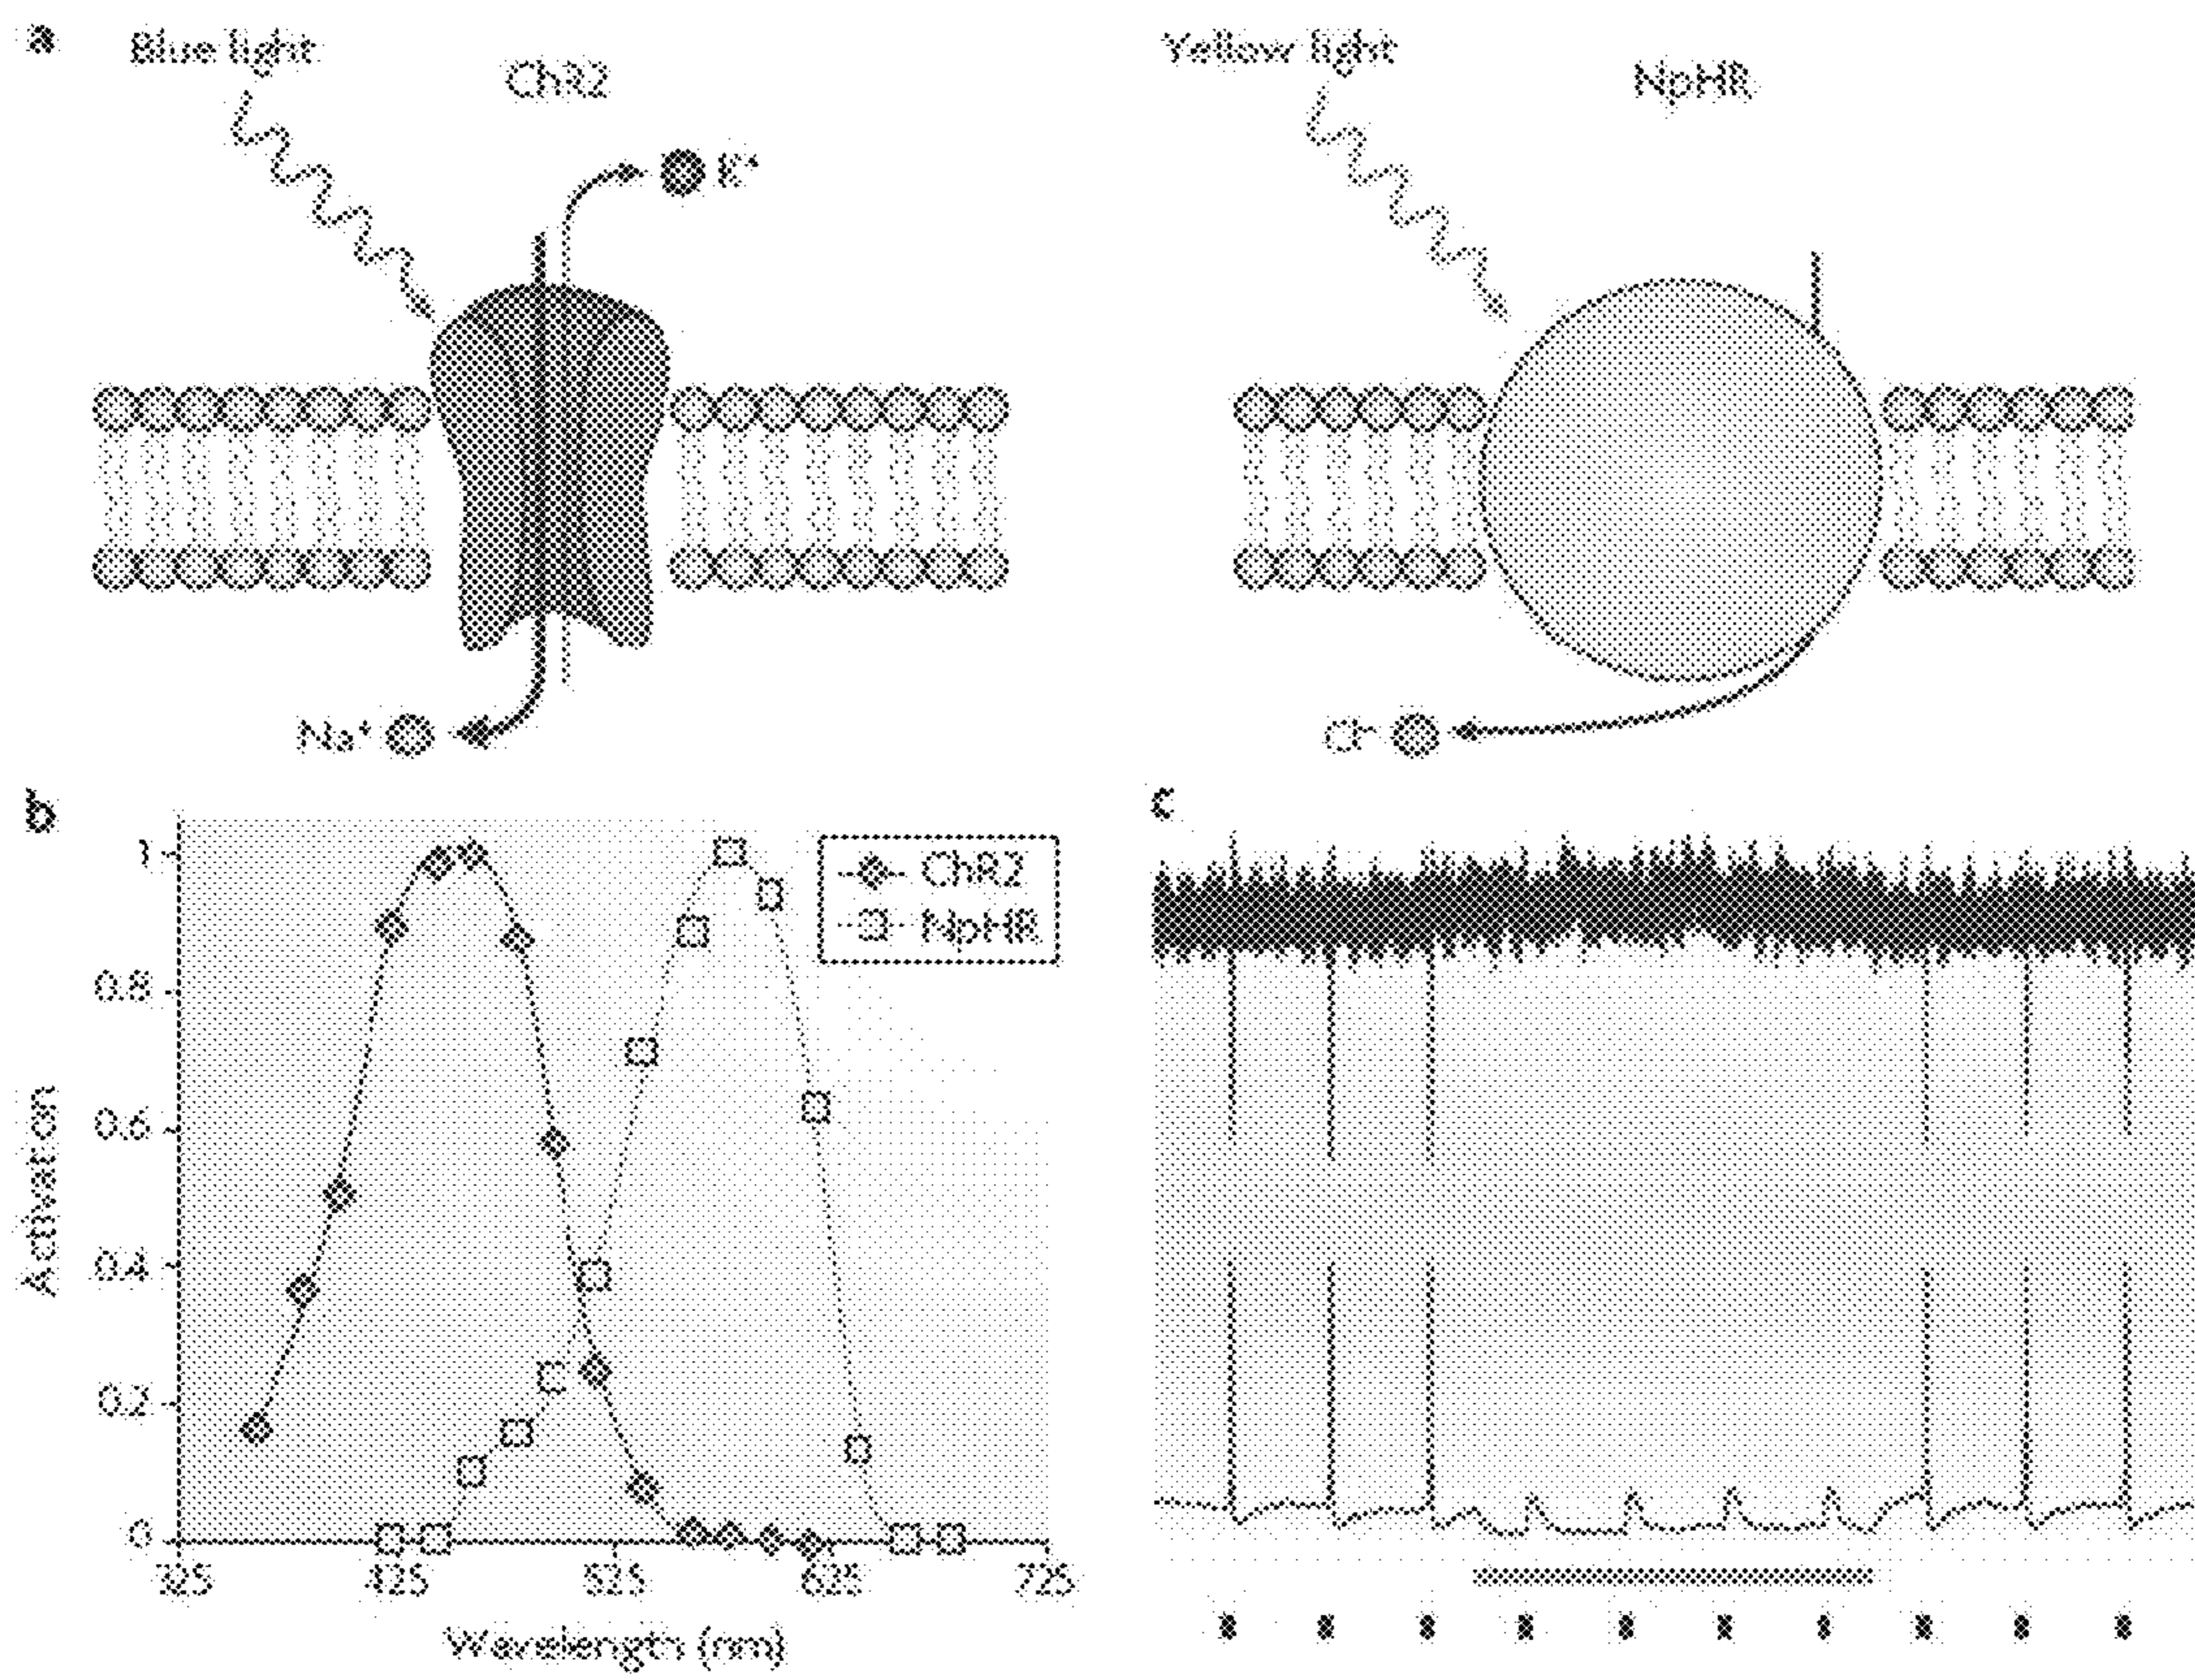 a
Blue light
ChR2
K⁺
Na⁺
Yellow light
NpHR
Cl⁻
b
1
0.8
0.6
0.4
0.2
0
Activation
325
425
525
625
725
Wavelength (nm)
ChR2
NpHR
c